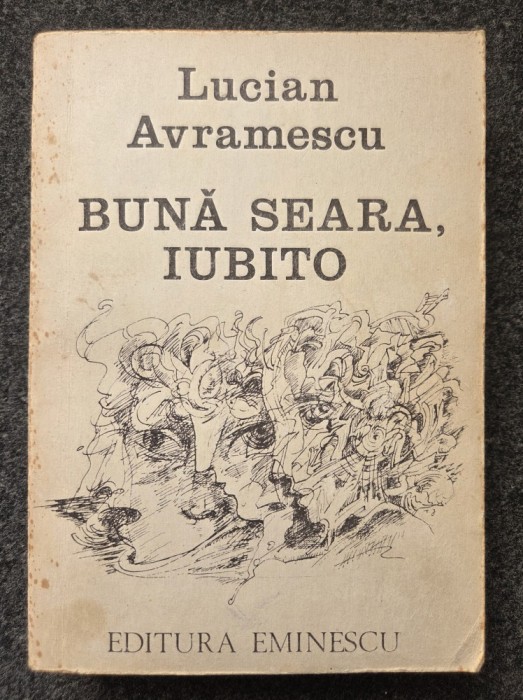 Lucian
Avramescu
BUNĂ SEARA,
IUBITO
EDITURA EMINESCU